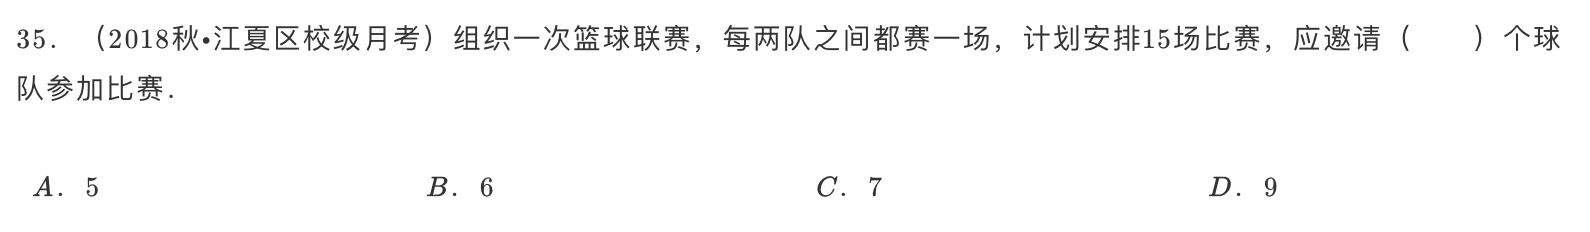 35. （2018秋•江夏区校级月考）组织一次篮球联赛，每两队之间都赛一场，计划安排15场比赛，应邀请（　　）个球
队参加比赛.
A. 5　　B. 6　　C. 7　　D. 9